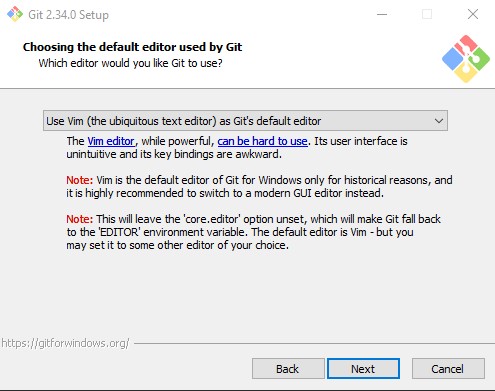 Git 2.34.0 Setup
Choosing the default editor used by Git
Which editor would you like Git to use?
Use Vim (the ubiquitous text editor) as Git's default editor
The Vim editor, while powerful, can be hard to use. Its user interface is
unintuitive and its key bindings are awkward.
Note: Vim is the default editor of Git for Windows only for historical reasons, and
it is highly recommended to switch to a modern GUI editor instead.
Note: This will leave the 'core.editor' option unset, which will make Git fall back
to the 'EDITOR' environment variable. The default editor is Vim - but you
may set it to some other editor of your choice.
https://gitforwindows.org/
Back
Next
Cancel